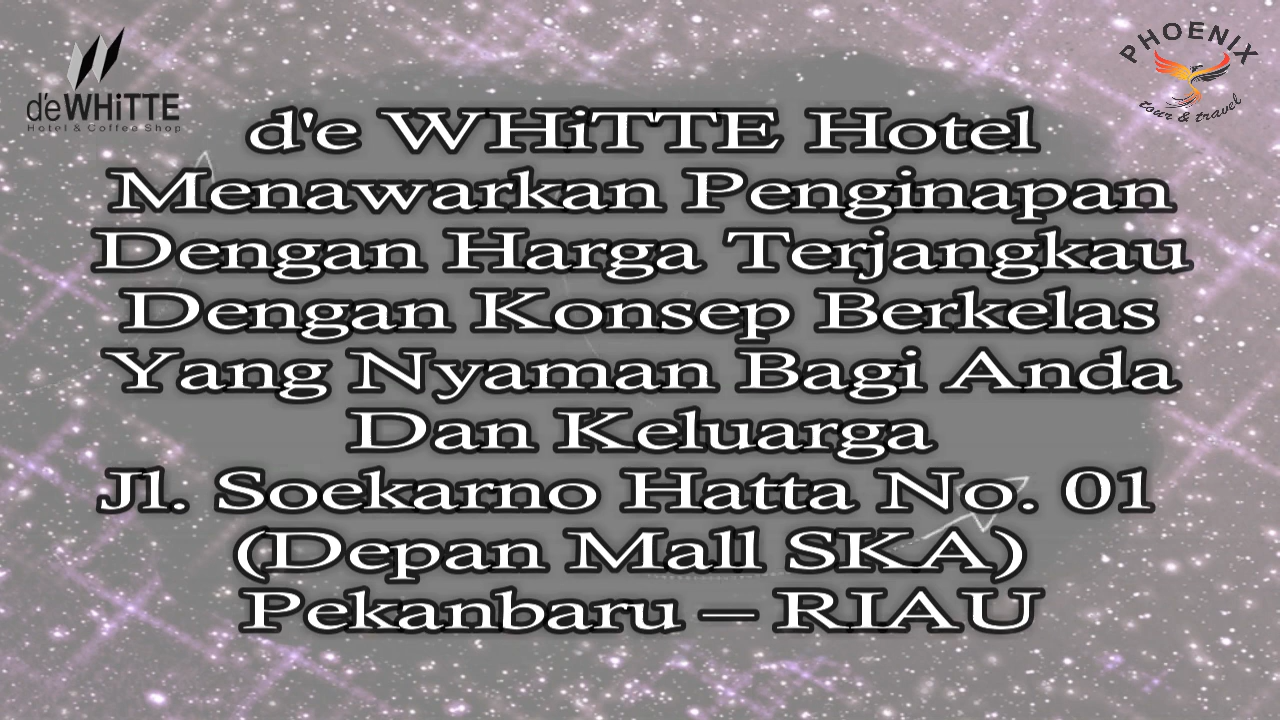 d'e WHiTTE
Hotel & Coffee Shop
PHOENIX
tour & travel
d'e WHiTTE Hotel
Menawarkan Penginapan
Dengan Harga Terjangkau
Dengan Konsep Berkelas
Yang Nyaman Bagi Anda
Dan Keluarga
Jl. Soekarno Hatta No. 01
(Depan Mall SKA)
Pekanbaru – RIAU